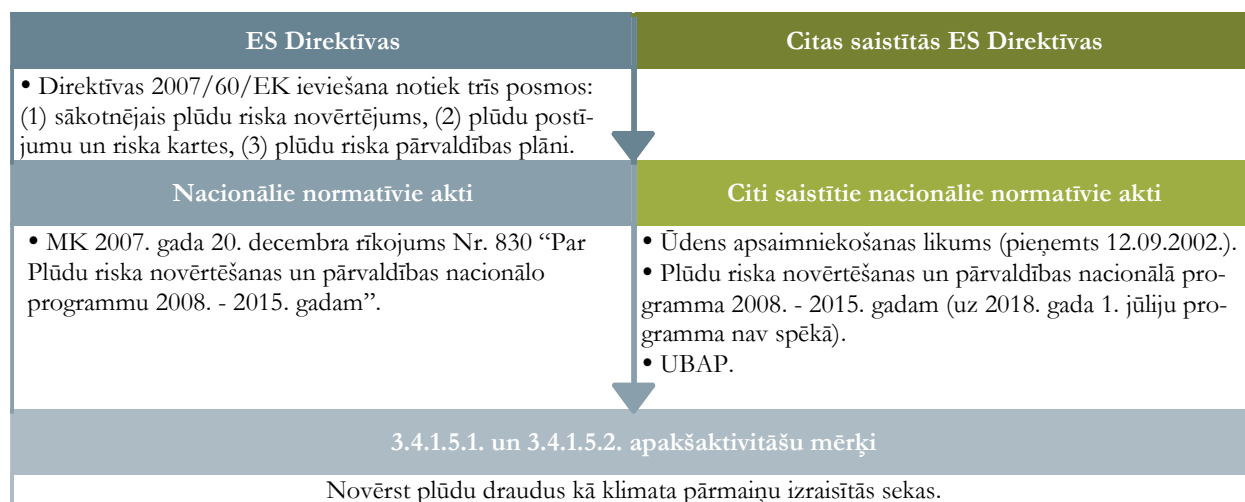 ES Direktīvas
Citas saistītās ES Direktīvas
• Direktīvas 2007/60/EK ieviešana notiek trīs posmos:
(1) sākotnējais plūdu riska novērtējums, (2) plūdu postī-
jumu un riska kartes, (3) plūdu riska pārvaldības plāni.
Nacionālie normatīvie akti
Citi saistītie nacionālie normatīvie akti
• MK 2007. gada 20. decembra rīkojums Nr. 830 “Par
Plūdu riska novērtēšanas un pārvaldības nacionālo
programmu 2008. - 2015. gadam”.
• Ūdens apsaimniekošanas likums (pieņemts 12.09.2002.).
• Plūdu riska novērtēšanas un pārvaldības nacionālā pro-
gramma 2008. - 2015. gadam (uz 2018. gada 1. jūliju pro-
gramma nav spēkā).
• UBAP.
3.4.1.5.1. un 3.4.1.5.2. apakšaktivitāšu mērķi
Novērst plūdu draudus kā klimata pārmaiņu izraisītās sekas.